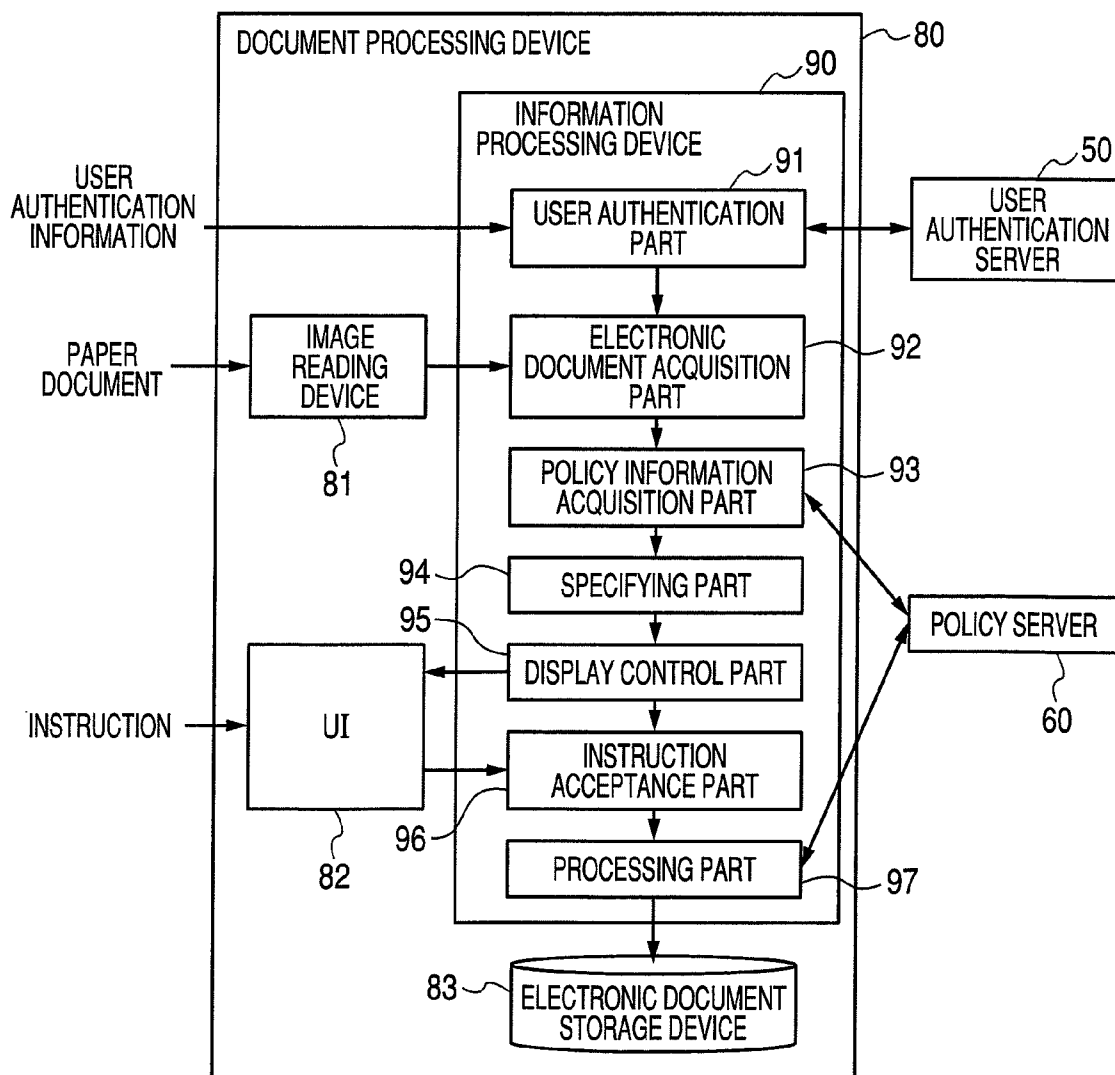 DOCUMENT PROCESSING DEVICE
80
90
INFORMATION
PROCESSING DEVICE
USER
AUTHENTICATION
INFORMATION
91
USER AUTHENTICATION
PART
50
USER
AUTHENTICATION
SERVER
PAPER
DOCUMENT
IMAGE
READING
DEVICE
81
ELECTRONIC
DOCUMENT ACQUISITION
PART
92
POLICY INFORMATION
ACQUISITION PART
93
94
SPECIFYING PART
POLICY SERVER
60
95
DISPLAY CONTROL PART
INSTRUCTION
UI
82
INSTRUCTION
ACCEPTANCE PART
96
PROCESSING PART
97
83
ELECTRONIC DOCUMENT
STORAGE DEVICE